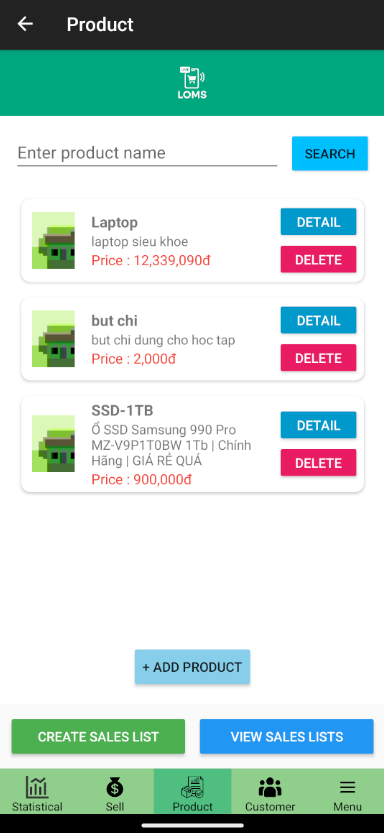 Product
LOMS
Enter product name
SEARCH
Laptop
laptop sieu khoe
Price : 12,339,090đ
DETAIL
DELETE
but chi
but chi dung cho hoc tap
Price : 2,000đ
DETAIL
DELETE
SSD-1TB
Ổ SSD Samsung 990 Pro
MZ-V9P1T0BW 1Tb | Chính
Hãng | GIÁ RẺ QUÁ
Price : 900,000đ
DETAIL
DELETE
+ ADD PRODUCT
CREATE SALES LIST
VIEW SALES LISTS
Statistical
Sell
Product
Customer
Menu